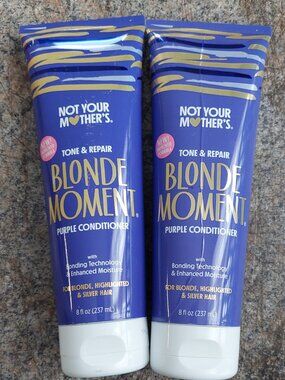 NOT YOUR
MOTHER'S.
TONE & REPAIR
BLONDE
MOMENT.
PURPLE CONDITIONER
with
Bonding Technology
& Enhanced Moisture
FOR BLONDE, HIGHLIGHTED
& SILVER HAIR
8 fl oz (237 mL)
NOT YOUR
MOTHER'S.
TONE & REPAIR
BLONDE
MOMENT.
PURPLE CONDITIONER
with
Bonding Technology
& Enhanced Moisture
FOR BLONDE, HIGHLIGHTED
& SILVER HAIR
8 fl oz (237 mL)